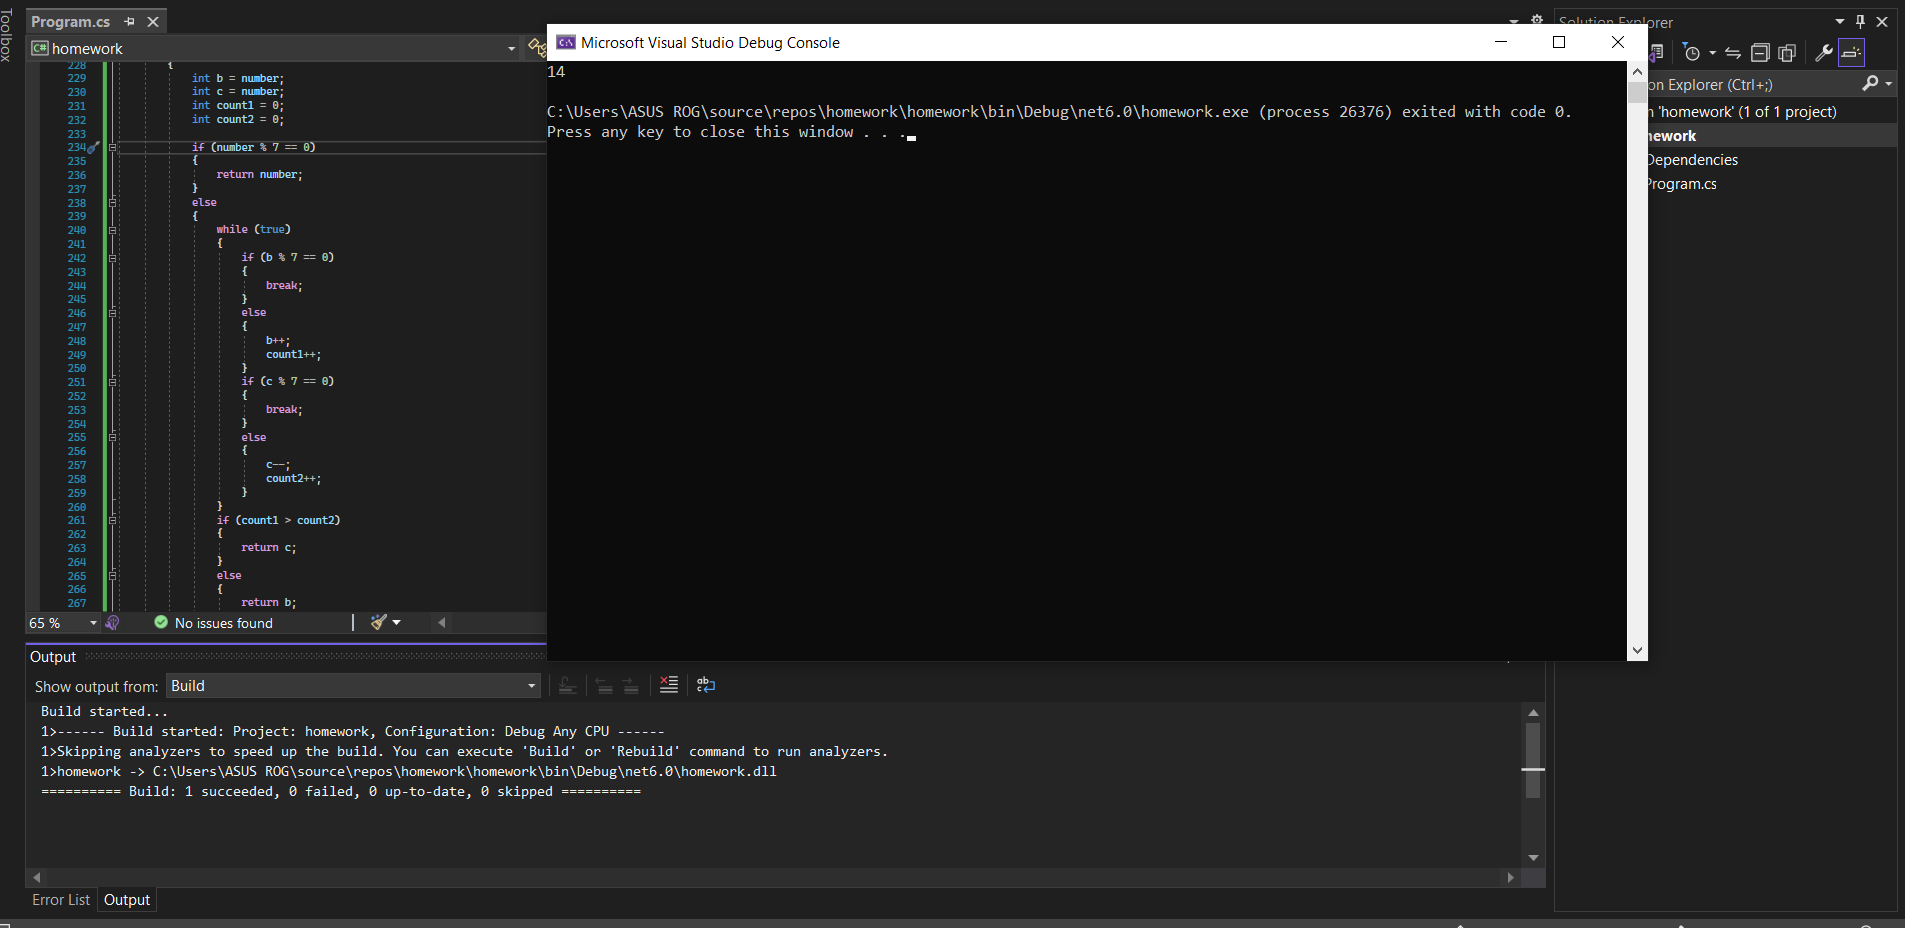 Toolbox
Program.cs
C# homework
228 {
229 int b = number;
230 int c = number;
231 int count1 = 0;
232 int count2 = 0;
233
234 if (number % 7 == 0)
235 {
236 return number;
237 }
238 else
239 {
240 while (true)
241 {
242 if (b % 7 == 0)
243 {
244 break;
245 }
246 else
247 {
248 b++;
249 count1++;
250 }
251 if (c % 7 == 0)
252 {
253 break;
254 }
255 else
256 {
257 c--;
258 count2++;
259 }
260 }
261 if (count1 > count2)
262 {
263 return c;
264 }
265 else
266 {
267 return b;
65 %
No issues found
C:\ Microsoft Visual Studio Debug Console
14
C:\Users\ASUS ROG\source\repos\homework\homework\bin\Debug\net6.0\homework.exe (process 26376) exited with code 0.
Press any key to close this window . . .
Solution Explorer
on Explorer (Ctrl+;)
n 'homework' (1 of 1 project)
nework
Dependencies
Program.cs
Output
Show output from: Build
Build started...
1>------ Build started: Project: homework, Configuration: Debug Any CPU ------
1>Skipping analyzers to speed up the build. You can execute 'Build' or 'Rebuild' command to run analyzers.
1>homework -> C:\Users\ASUS ROG\source\repos\homework\homework\bin\Debug\net6.0\homework.dll
========== Build: 1 succeeded, 0 failed, 0 up-to-date, 0 skipped ==========
Error List Output